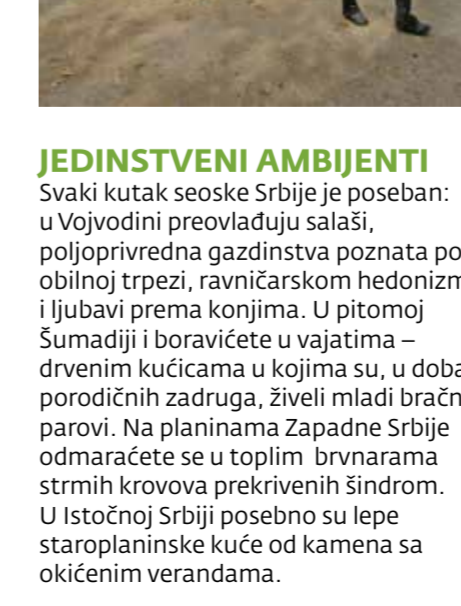 JEDINSTVENI AMBIJENTI
Svaki kutak seoske Srbije je poseban:
u Vojvodini preovlađuju salaši,
poljoprivredna gazdinstva poznata po
obilnoj trpezi, ravničarskom hedonizm
i ljubavi prema konjima. U pitomoj
Šumadiji i boravićete u vajatima –
drvenim kućicama u kojima su, u doba
porodičnih zadruga, živeli mladi bračn
parovi. Na planinama Zapadne Srbije
odmaraćete se u toplim brvnarama
strmih krovova prekrivenih šindrom.
U Istočnoj Srbiji posebno su lepe
staroplaninske kuće od kamena sa
okićenim verandama.